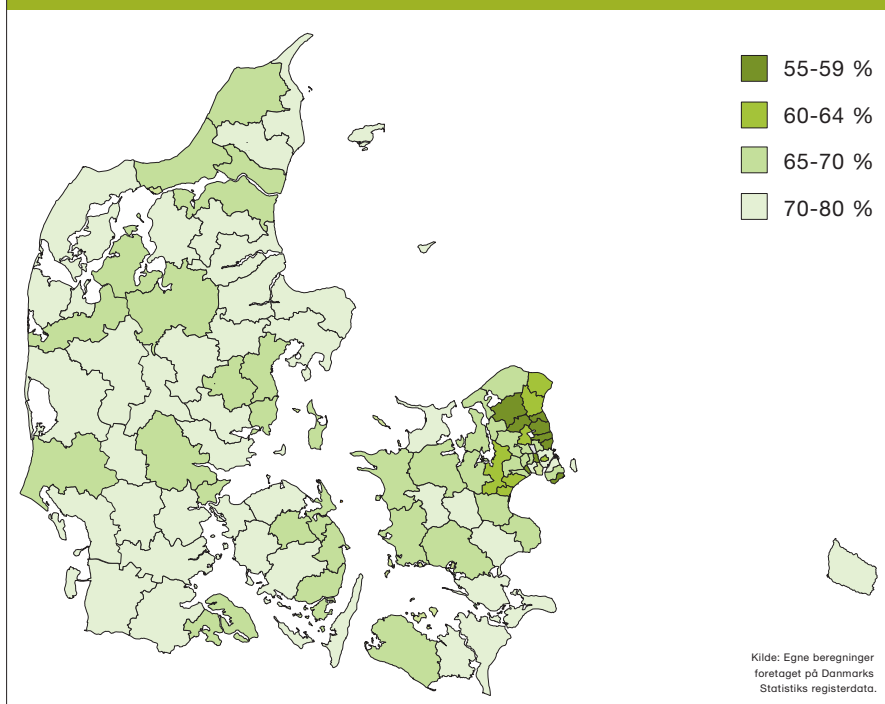 55-59 %
60-64 %
65-70 %
70-80 %
Kilde: Egne beregninger
foretaget på Danmarks
Statistiks registerdata.